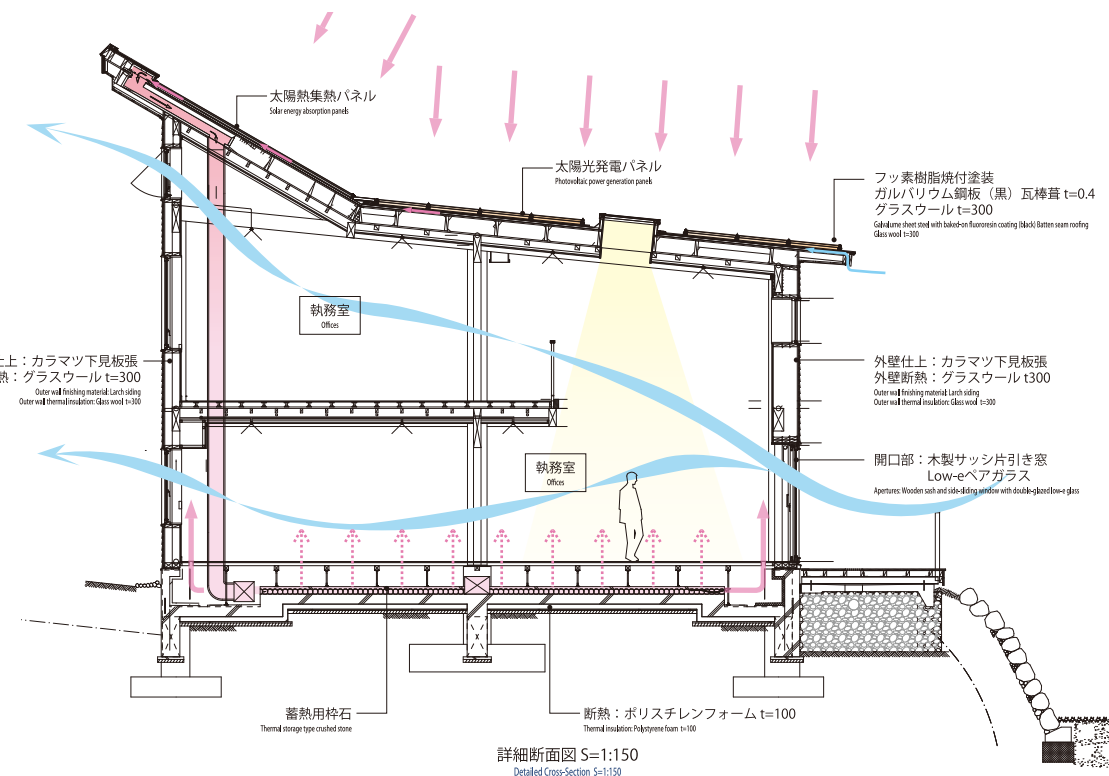 太陽熱集熱パネル
Solar energy absorption panels
太陽光発電パネル
Photovoltaic power generation panels
フッ素樹脂焼付塗装
ガルバリウム鋼板（黒）瓦棒葺 t=0.4
グラスウール t=300
Galvalume sheet steel with baked-on fluororesin coating (black) Batten seam roofing
Glass wool t=300
執務室
Offices
仕上：カラマツ下見板張
熱：グラスウール t=300
Outer wall finishing material: Larch siding
Outer wall thermal insulation: Glass wool t=300
外壁仕上：カラマツ下見板張
外壁断熱：グラスウール t300
Outer wall finishing material: Larch siding
Outer wall thermal insulation: Glass wool t=300
執務室
Offices
開口部：木製サッシ片引き窓
Low-eペアガラス
Apertures: Wooden sash and side-sliding window with double-glazed low-e glass
蓄熱用枠石
Thermal storage type crushed stone
断熱：ポリスチレンフォーム t=100
Thermal insulation: Polystyrene foam t=100
詳細断面図 S=1:150
Detailed Cross-Section S=1:150